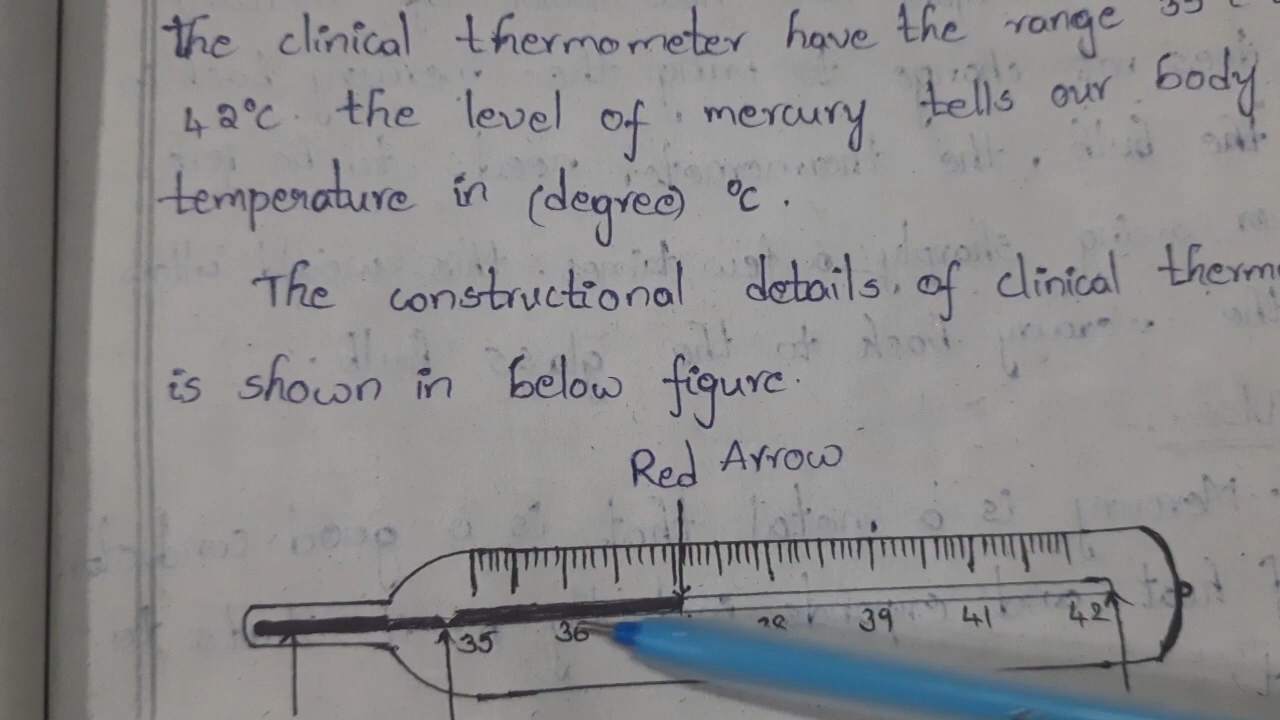 the clinical thermometer have the range
42°c. the level of mercury tells our body
temperature in (degree) °c.
The constructional details of clinical therm
is shown in below figure.
Red Arrow
35 36 39 41 42